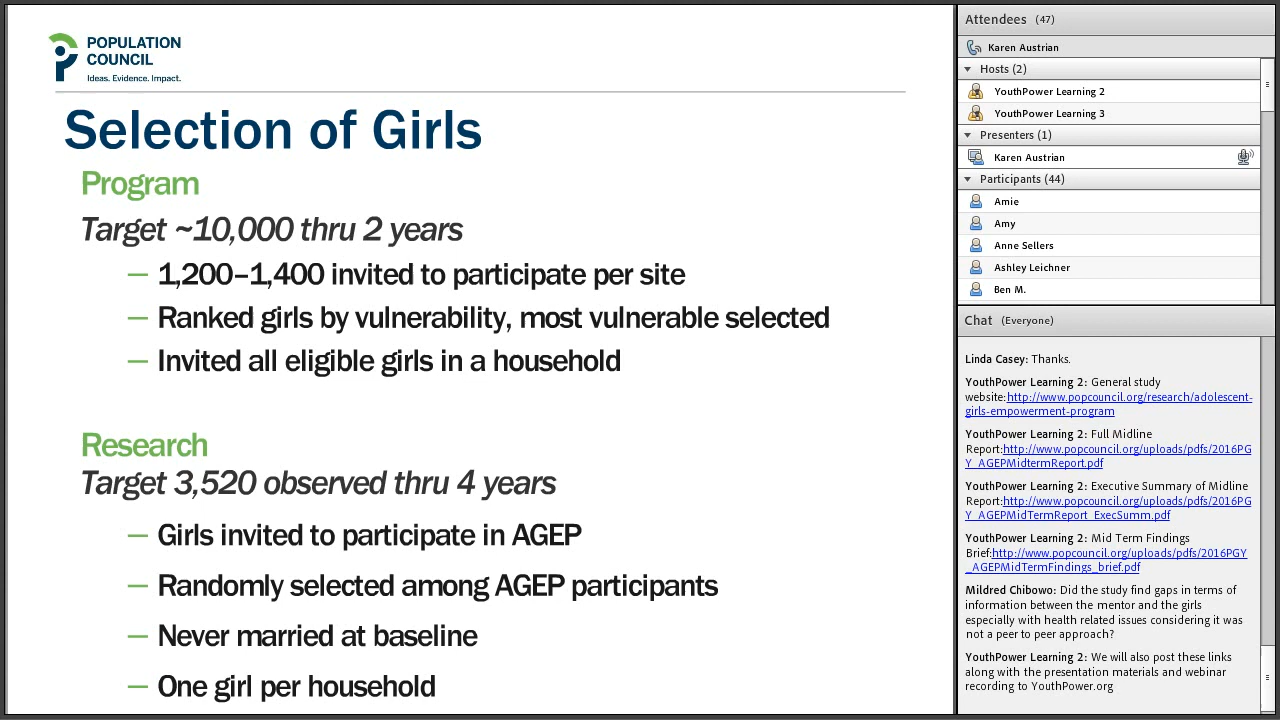 POPULATION
COUNCIL
Ideas. Evidence. Impact.
Selection of Girls
Program
Target ~10,000 thru 2 years
— 1,200–1,400 invited to participate per site
— Ranked girls by vulnerability, most vulnerable selected
— Invited all eligible girls in a household
Research
Target 3,520 observed thru 4 years
— Girls invited to participate in AGEP
— Randomly selected among AGEP participants
— Never married at baseline
— One girl per household
Attendees (47)
Karen Austrian
Hosts (2)
YouthPower Learning 2
YouthPower Learning 3
Presenters (1)
Karen Austrian
Participants (44)
Amie
Amy
Anne Sellers
Ashley Leichner
Ben M.
Chat (Everyone)
Linda Casey: Thanks.
YouthPower Learning 2: General study
website:http://www.popcouncil.org/research/adolescent-
girls-empowerment-program
YouthPower Learning 2: Full Midline
Report:http://www.popcouncil.org/uploads/pdfs/2016PG
Y_AGEPMidtermReport.pdf
YouthPower Learning 2: Executive Summary of Midline
Report:http://www.popcouncil.org/uploads/pdfs/2016PG
Y_AGEPMidTermReport_ExecSumm.pdf
YouthPower Learning 2: Mid Term Findings
Brief:http://www.popcouncil.org/uploads/pdfs/2016PGY
_AGEPMidTermFindings_brief.pdf
Mildred Chibowo: Did the study find gaps in terms of
information between the mentor and the girls
especially with health related issues considering it was
not a peer to peer approach?
YouthPower Learning 2: We will also post these links
along with the presentation materials and webinar
recording to YouthPower.org